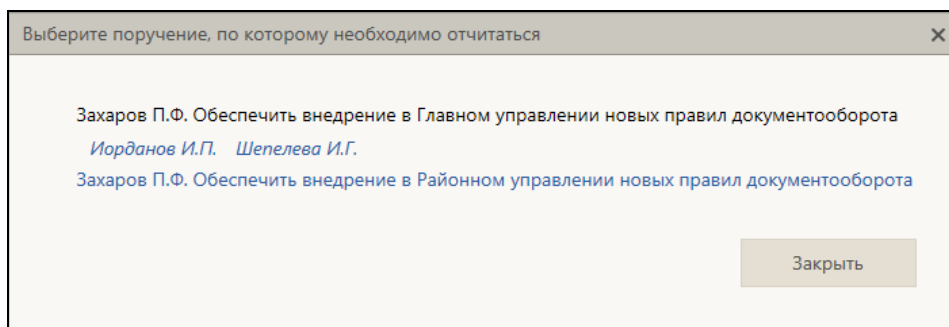 Выберите поручение, по которому необходимо отчитаться
Захаров П.Ф. Обеспечить внедрение в Главном управлении новых правил документооборота
Иорданов И.П. Шепелева И.Г.
Захаров П.Ф. Обеспечить внедрение в Районном управлении новых правил документооборота
Закрыть